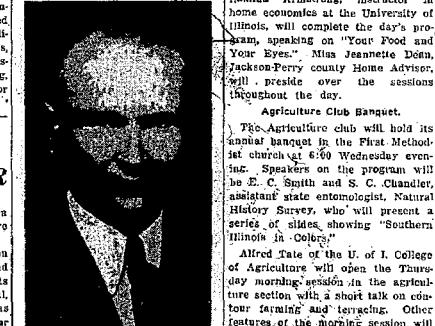 home economics at the University of
Illinois, will complete the day's pro-
gram, speaking on "Your Food and
Your Eyes." Miss Jeannette Dean,
Jackson-Perry county Home Advisor,
will preside over the sessions
throughout the day.
Agriculture Club Banquet.
The Agriculture club will hold its
annual banquet in the First Method-
ist church at 6:00 Wednesday even-
ing. Speakers on the program will
be E. C. Smith and S. C. Chandler,
assistant state entomologist, Natural
History Survey, who will present a
series of slides showing "Southern
Illinois in Colors."
Alfred Tate of the U. of I. College
of Agriculture will open the Thurs-
day morning session in the agricul-
ture section with a short talk on con-
tour farming and terracing. Other
features of the morning session will